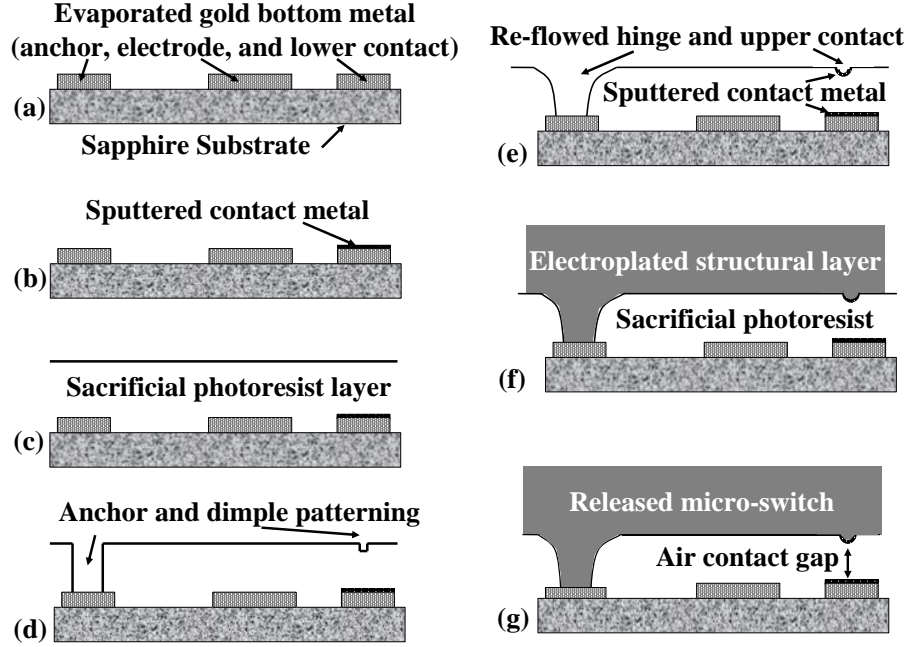 Evaporated gold bottom metal
(anchor, electrode, and lower contact)
(a)
Sapphire Substrate
Sputtered contact metal
(b)
Sacrificial photoresist layer
(c)
Anchor and dimple patterning
(d)
Re-flowed hinge and upper contact
Sputtered contact metal
(e)
Electroplated structural layer
Sacrificial photoresist
(f)
Released micro-switch
Air contact gap
(g)